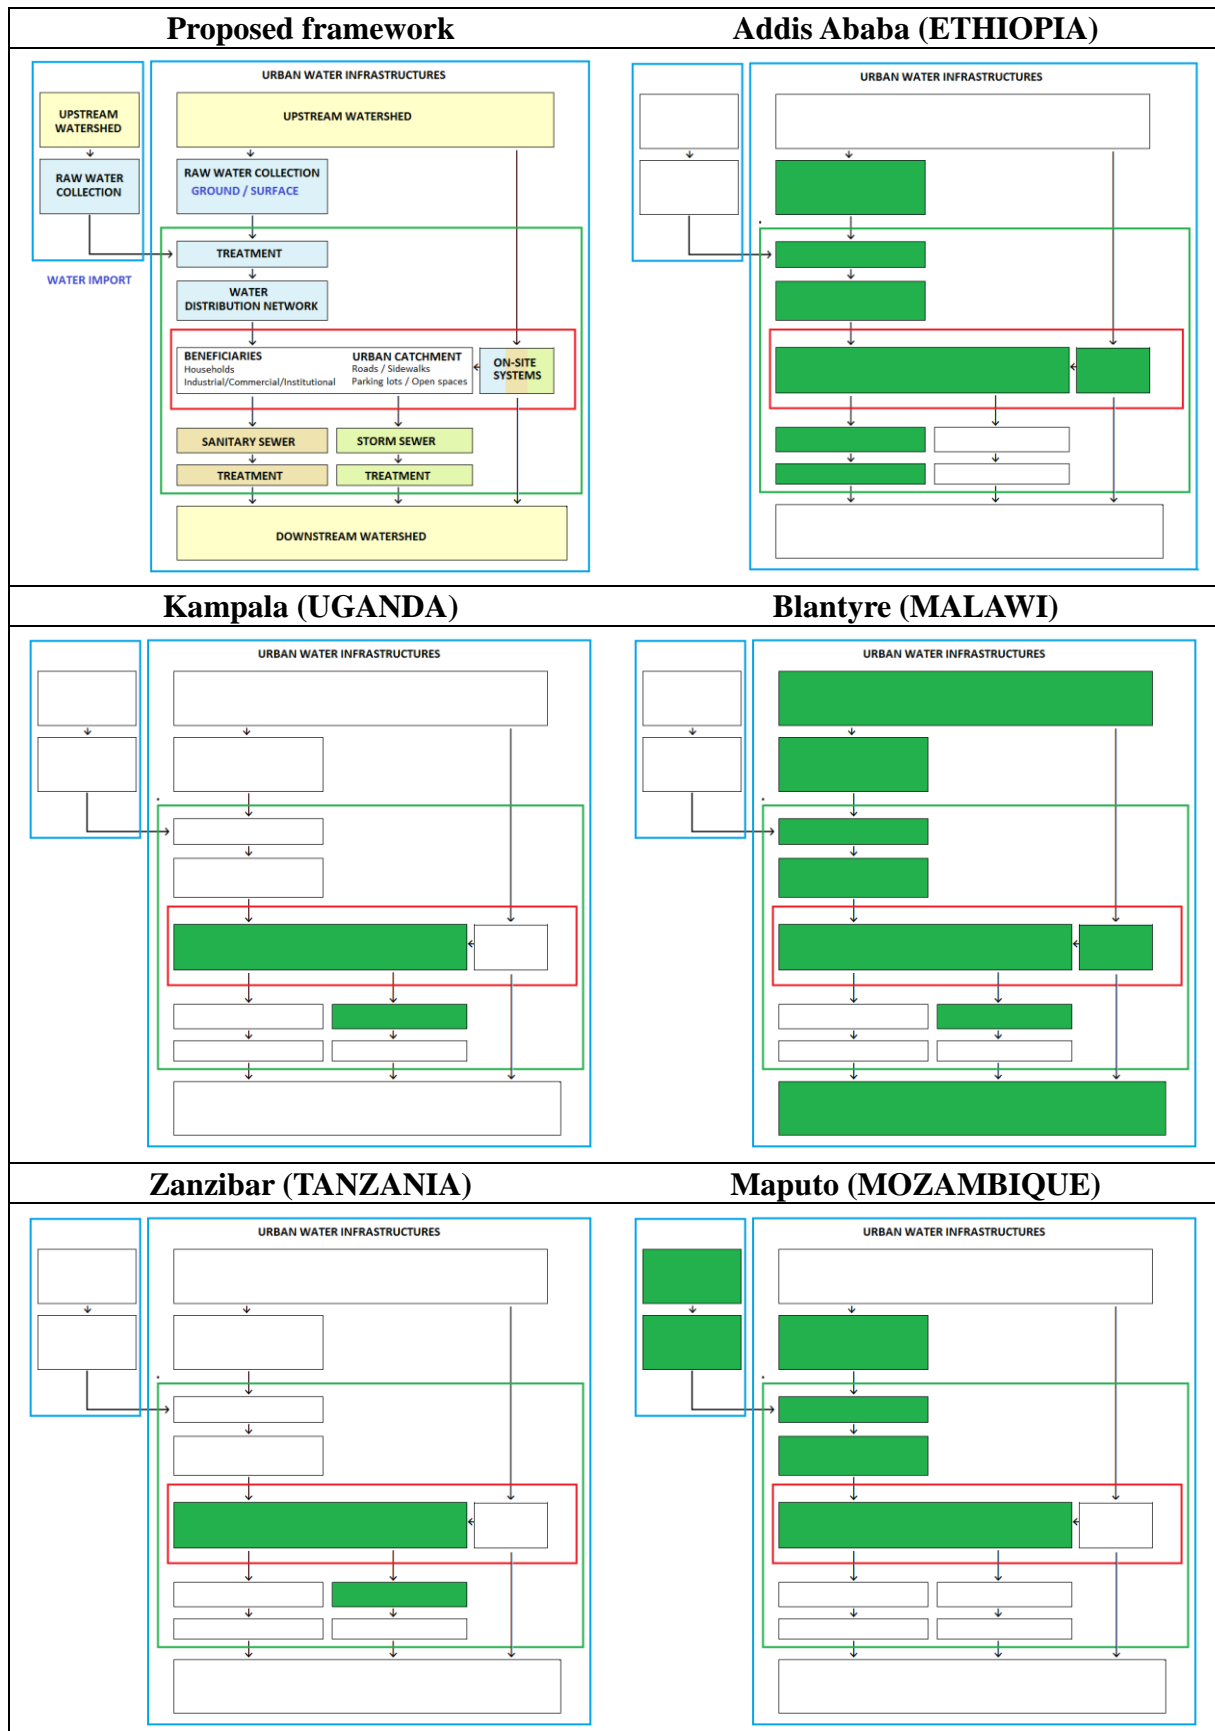 Proposed framework
Addis Ababa (ETHIOPIA)
URBAN WATER INFRASTRUCTURES
UPSTREAM
WATERSHED
UPSTREAM WATERSHED
RAW WATER
COLLECTION
RAW WATER COLLECTION
GROUND / SURFACE
TREATMENT
WATER IMPORT
WATER
DISTRIBUTION NETWORK
BENEFICIARIES
Households
Industrial/Commercial/Institutional
URBAN CATCHMENT
Roads / Sidewalks
Parking lots / Open spaces
ON-SITE
SYSTEMS
SANITARY SEWER
STORM SEWER
TREATMENT
TREATMENT
DOWNSTREAM WATERSHED
URBAN WATER INFRASTRUCTURES
Kampala (UGANDA)
Blantyre (MALAWI)
URBAN WATER INFRASTRUCTURES
URBAN WATER INFRASTRUCTURES
Zanzibar (TANZANIA)
Maputo (MOZAMBIQUE)
URBAN WATER INFRASTRUCTURES
URBAN WATER INFRASTRUCTURES